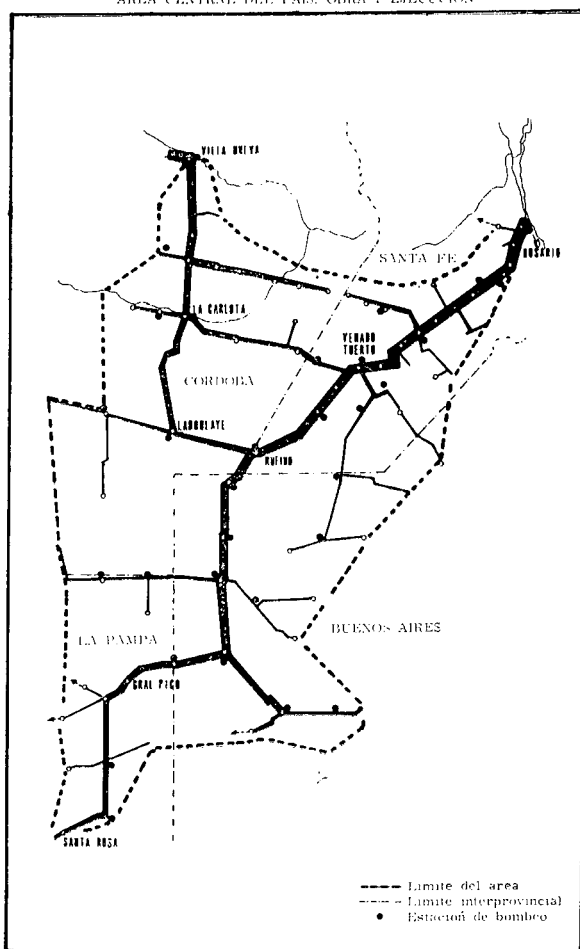 AREA CENTRAL DEL PAIS. OBRA Y EJECUCION
VILLA NUEVA
SANTA FE
ROSARIO
LA CARLOTA
VENADO
TUERTO
CORDOBA
LABOULAYE
RUFINO
BUENOS AIRES
LA PAMPA
GRAL PICO
SANTA ROSA
Limite del area
Limite interprovincial
Estación de bombeo